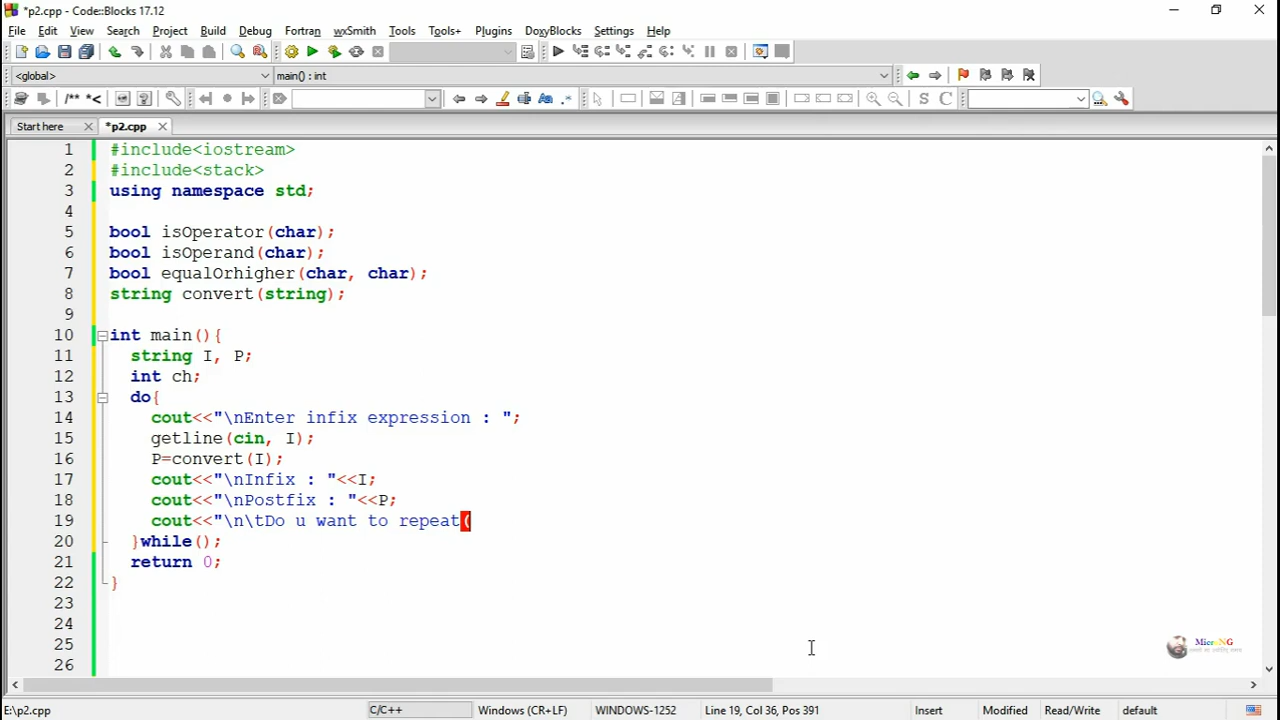 *p2.cpp - Code::Blocks 17.12
File Edit View Search Project Build Debug Fortran wxSmith Tools Tools+ Plugins DoxyBlocks Settings Help
<global> main() : int
/** *<
S C
Start here *p2.cpp
1 #include<iostream>
2 #include<stack>
3 using namespace std;
4
5 bool isOperator(char);
6 bool isOperand(char);
7 bool equalOrhigher(char, char);
8 string convert(string);
9
10 int main(){
11 string I, P;
12 int ch;
13 do{
14 cout<<"\nEnter infix expression : ";
15 getline(cin, I);
16 P=convert(I);
17 cout<<"\nInfix : "<<I;
18 cout<<"\nPostfix : "<<P;
19 cout<<"\n\tDo u want to repeat(
20 }while();
21 return 0;
22 }
23
24
25
26
MicroNG
E:\p2.cpp C/C++ Windows (CR+LF) WINDOWS-1252 Line 19, Col 36, Pos 391 Insert Modified Read/Write default